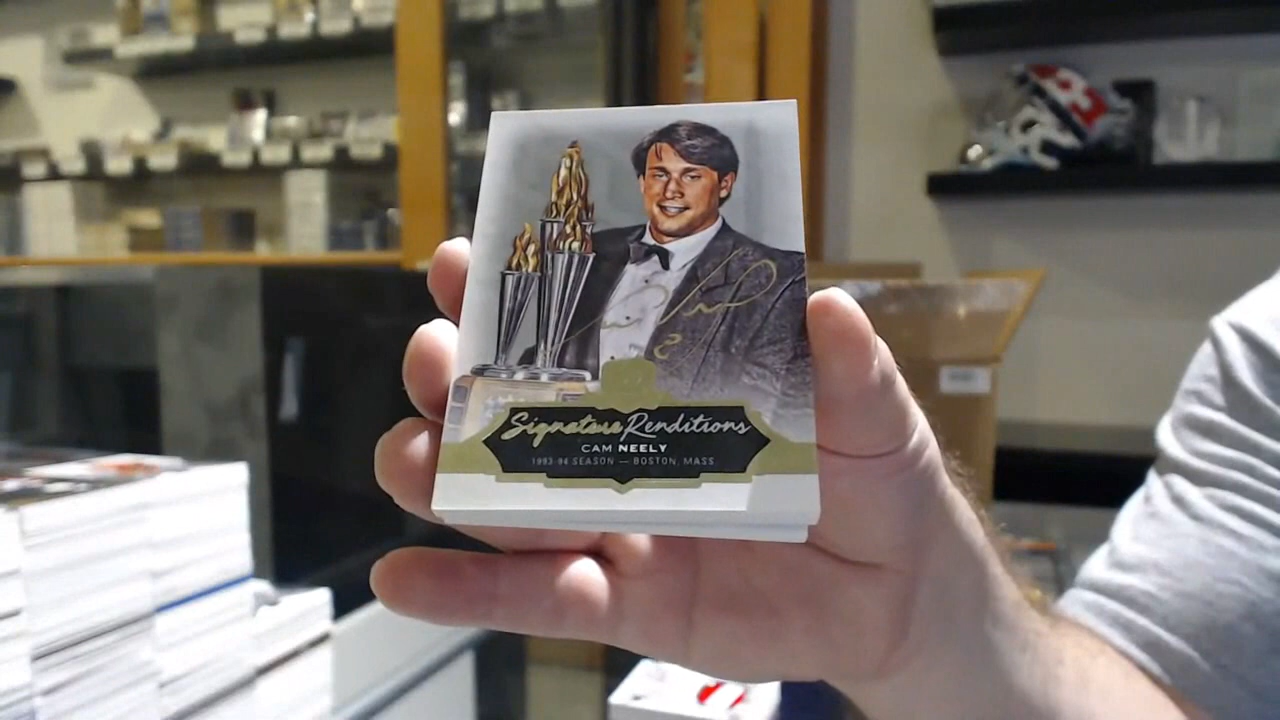 Signature Renditions
CAM NEELY
1993-94 SEASON — BOSTON, MASS